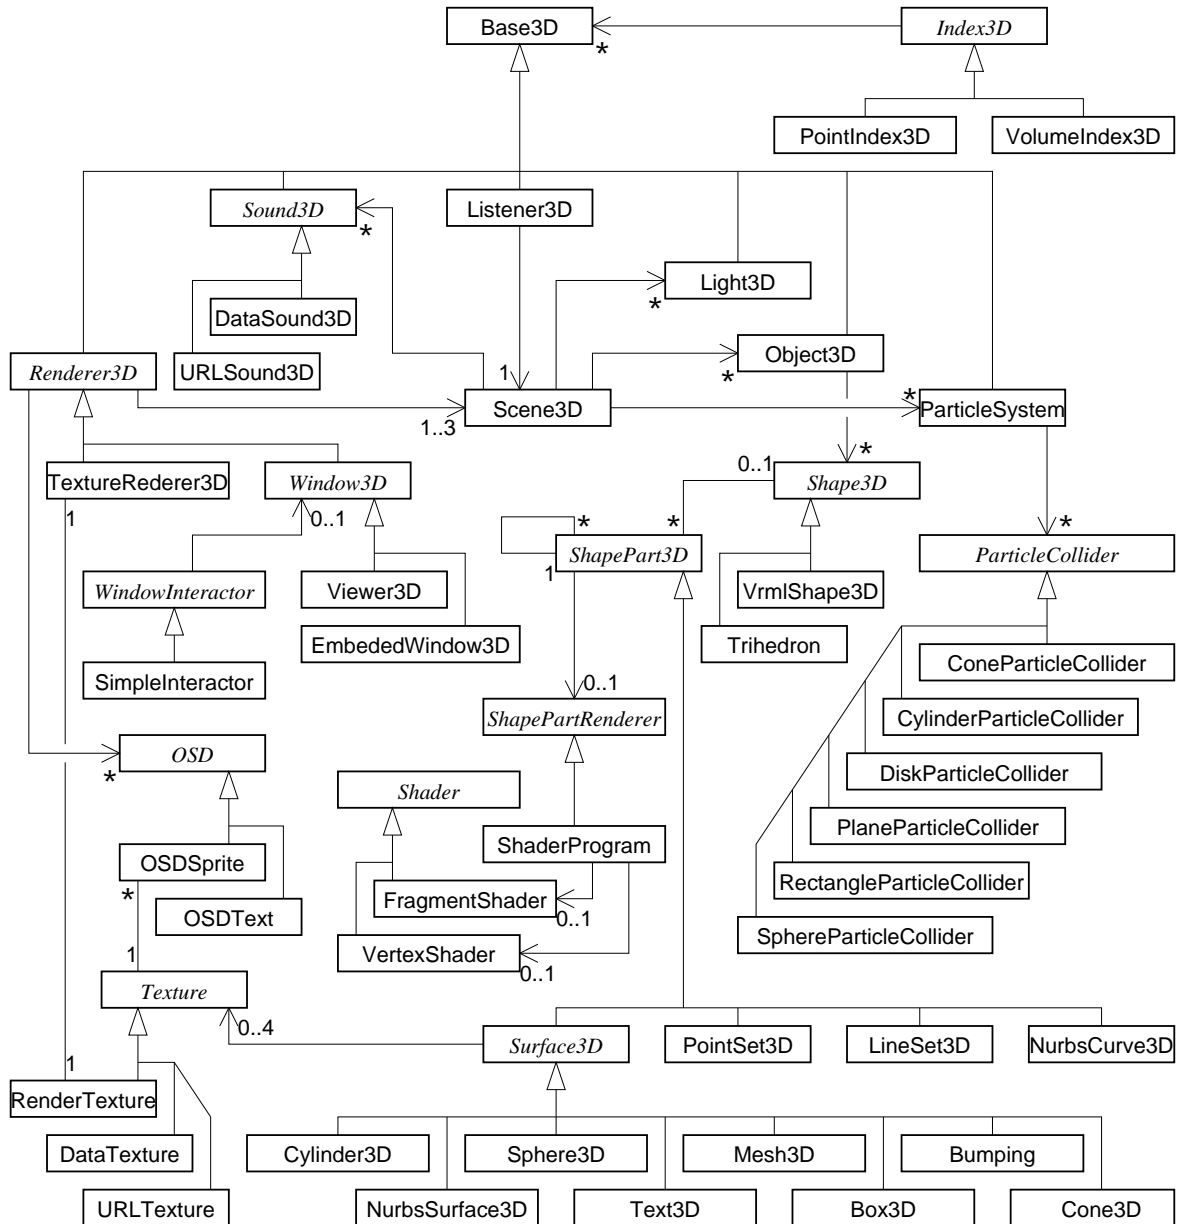 Base3D
Index3D
*
PointIndex3D
VolumeIndex3D
Sound3D
Listener3D
*
Light3D
*
DataSound3D
Object3D
Renderer3D
URLSound3D
1
*
Scene3D
*
ParticleSystem
1..3
*
0..1
TextureRederer3D
Window3D
Shape3D
1
0..1
*
*
*
ShapePart3D
ParticleCollider
1
WindowInteractor
Viewer3D
VrmlShape3D
EmbededWindow3D
Trihedron
ConeParticleCollider
SimpleInteractor
0..1
ShapePartRenderer
CylinderParticleCollider
OSD
*
DiskParticleCollider
Shader
PlaneParticleCollider
OSDSprite
ShaderProgram
*
RectangleParticleCollider
FragmentShader
OSDText
0..1
SphereParticleCollider
1
VertexShader
0..1
Texture
0..4
Surface3D
PointSet3D
LineSet3D
NurbsCurve3D
1
RenderTexture
DataTexture
Cylinder3D
Sphere3D
Mesh3D
Bumping
URLTexture
NurbsSurface3D
Text3D
Box3D
Cone3D